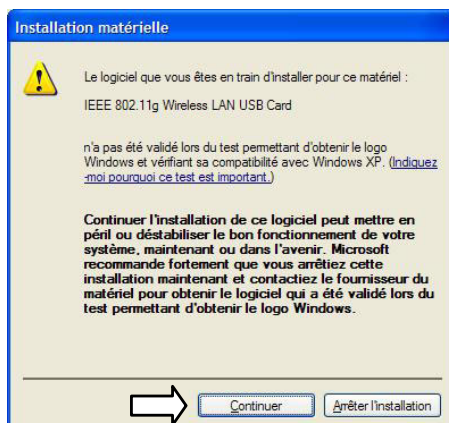 Installation matérielle
Le logiciel que vous êtes en train d'installer pour ce matériel :
IEEE 802.11g Wireless LAN USB Card
n'a pas été validé lors du test permettant d'obtenir le logo
Windows et vérifiant sa compatibilité avec Windows XP. (Indiquez
-moi pourquoi ce test est important.)
Continuer l'installation de ce logiciel peut mettre en
péril ou déstabiliser le bon fonctionnement de votre
système, maintenant ou dans l'avenir. Microsoft
recommande fortement que vous arrêtiez cette
installation maintenant et contactiez le fournisseur du
matériel pour obtenir le logiciel qui a été validé lors du
test permettant d'obtenir le logo Windows.
Continuer Arrêter l'installation